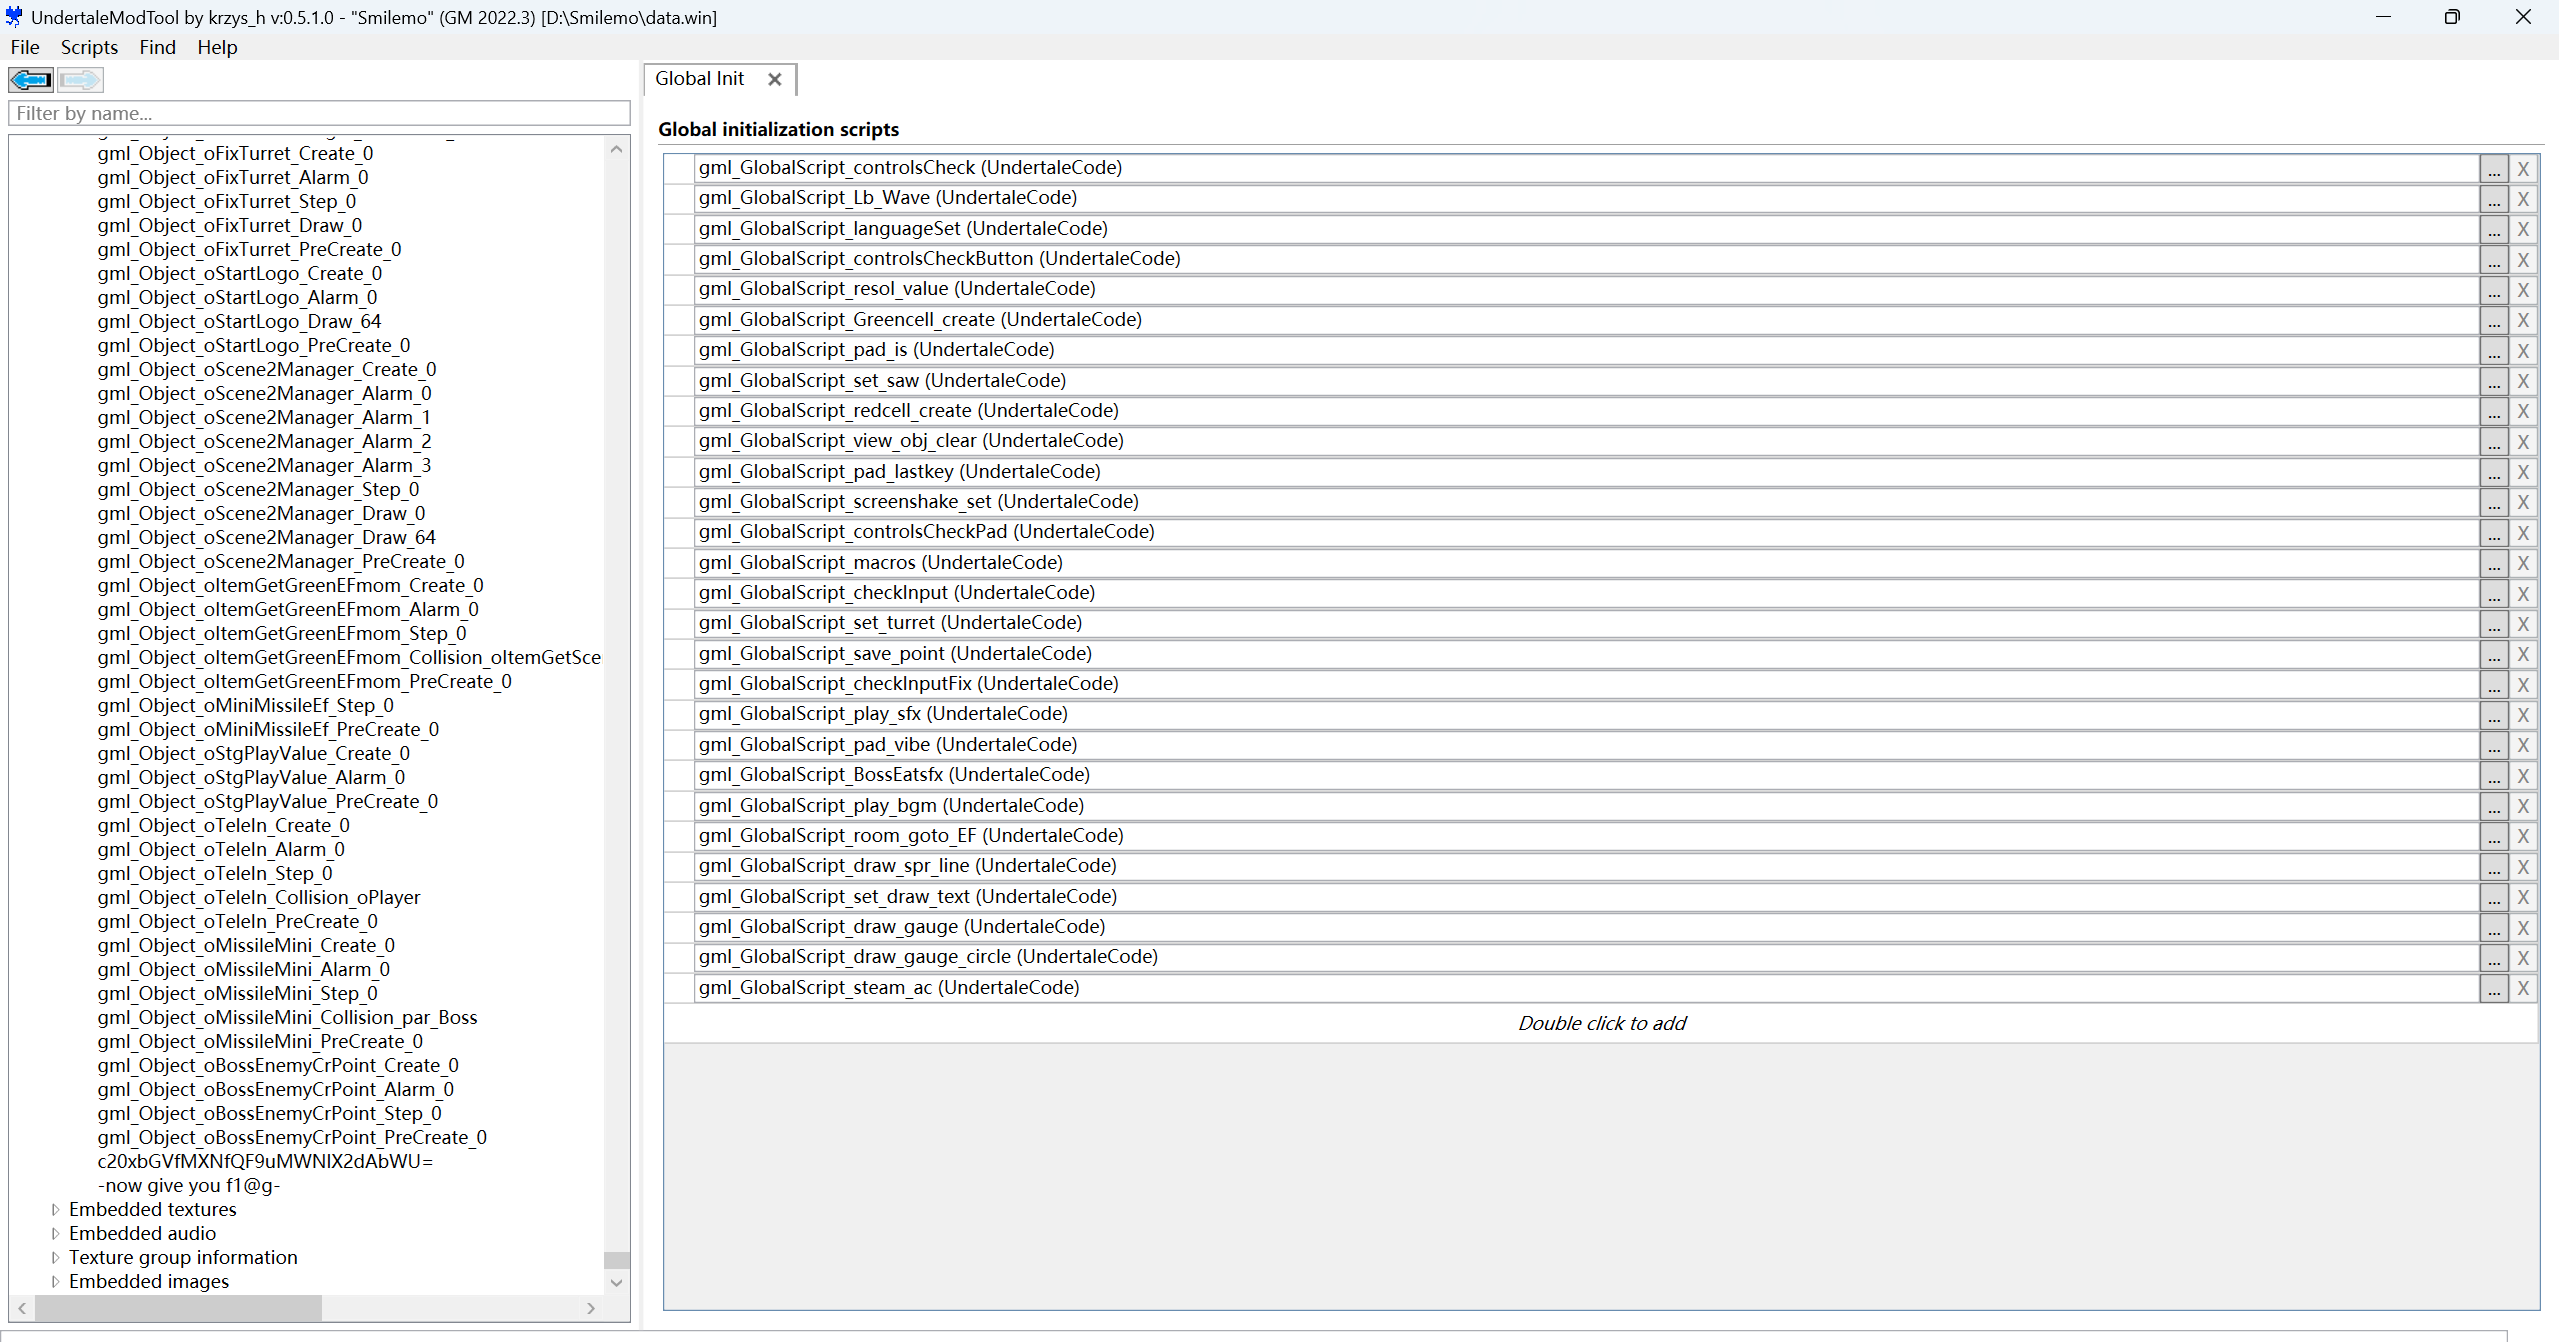 UndertaleModTool by krzys_h v:0.5.1.0 - "Smilemo" (GM 2022.3) [D:\Smilemo\data.win]
File Scripts Find Help
Filter by name...
gml_Object_oFixTurret_Create_0
gml_Object_oFixTurret_Alarm_0
gml_Object_oFixTurret_Step_0
gml_Object_oFixTurret_Draw_0
gml_Object_oFixTurret_PreCreate_0
gml_Object_oStartLogo_Create_0
gml_Object_oStartLogo_Alarm_0
gml_Object_oStartLogo_Draw_64
gml_Object_oStartLogo_PreCreate_0
gml_Object_oScene2Manager_Create_0
gml_Object_oScene2Manager_Alarm_0
gml_Object_oScene2Manager_Alarm_1
gml_Object_oScene2Manager_Alarm_2
gml_Object_oScene2Manager_Alarm_3
gml_Object_oScene2Manager_Step_0
gml_Object_oScene2Manager_Draw_0
gml_Object_oScene2Manager_Draw_64
gml_Object_oScene2Manager_PreCreate_0
gml_Object_oItemGetGreenEFmom_Create_0
gml_Object_oItemGetGreenEFmom_Alarm_0
gml_Object_oItemGetGreenEFmom_Step_0
gml_Object_oItemGetGreenEFmom_Collision_oItemGetSce
gml_Object_oItemGetGreenEFmom_PreCreate_0
gml_Object_oMiniMissileEf_Step_0
gml_Object_oMiniMissileEf_PreCreate_0
gml_Object_oStgPlayValue_Create_0
gml_Object_oStgPlayValue_Alarm_0
gml_Object_oStgPlayValue_PreCreate_0
gml_Object_oTeleIn_Create_0
gml_Object_oTeleIn_Alarm_0
gml_Object_oTeleIn_Step_0
gml_Object_oTeleIn_Collision_oPlayer
gml_Object_oTeleIn_PreCreate_0
gml_Object_oMissileMini_Create_0
gml_Object_oMissileMini_Alarm_0
gml_Object_oMissileMini_Step_0
gml_Object_oMissileMini_Collision_par_Boss
gml_Object_oMissileMini_PreCreate_0
gml_Object_oBossEnemyCrPoint_Create_0
gml_Object_oBossEnemyCrPoint_Alarm_0
gml_Object_oBossEnemyCrPoint_Step_0
gml_Object_oBossEnemyCrPoint_PreCreate_0
c20xbGVfMXNfQF9uMWNlX2dAbWU=
-now give you f1@g-
Embedded textures
Embedded audio
Texture group information
Embedded images
Global Init
Global initialization scripts
gml_GlobalScript_controlsCheck (UndertaleCode) ... X
gml_GlobalScript_Lb_Wave (UndertaleCode) ... X
gml_GlobalScript_languageSet (UndertaleCode) ... X
gml_GlobalScript_controlsCheckButton (UndertaleCode) ... X
gml_GlobalScript_resol_value (UndertaleCode) ... X
gml_GlobalScript_Greencell_create (UndertaleCode) ... X
gml_GlobalScript_pad_is (UndertaleCode) ... X
gml_GlobalScript_set_saw (UndertaleCode) ... X
gml_GlobalScript_redcell_create (UndertaleCode) ... X
gml_GlobalScript_view_obj_clear (UndertaleCode) ... X
gml_GlobalScript_pad_lastkey (UndertaleCode) ... X
gml_GlobalScript_screenshake_set (UndertaleCode) ... X
gml_GlobalScript_controlsCheckPad (UndertaleCode) ... X
gml_GlobalScript_macros (UndertaleCode) ... X
gml_GlobalScript_checkInput (UndertaleCode) ... X
gml_GlobalScript_set_turret (UndertaleCode) ... X
gml_GlobalScript_save_point (UndertaleCode) ... X
gml_GlobalScript_checkInputFix (UndertaleCode) ... X
gml_GlobalScript_play_sfx (UndertaleCode) ... X
gml_GlobalScript_pad_vibe (UndertaleCode) ... X
gml_GlobalScript_BossEatsfx (UndertaleCode) ... X
gml_GlobalScript_play_bgm (UndertaleCode) ... X
gml_GlobalScript_room_goto_EF (UndertaleCode) ... X
gml_GlobalScript_draw_spr_line (UndertaleCode) ... X
gml_GlobalScript_set_draw_text (UndertaleCode) ... X
gml_GlobalScript_draw_gauge (UndertaleCode) ... X
gml_GlobalScript_draw_gauge_circle (UndertaleCode) ... X
gml_GlobalScript_steam_ac (UndertaleCode) ... X
Double click to add